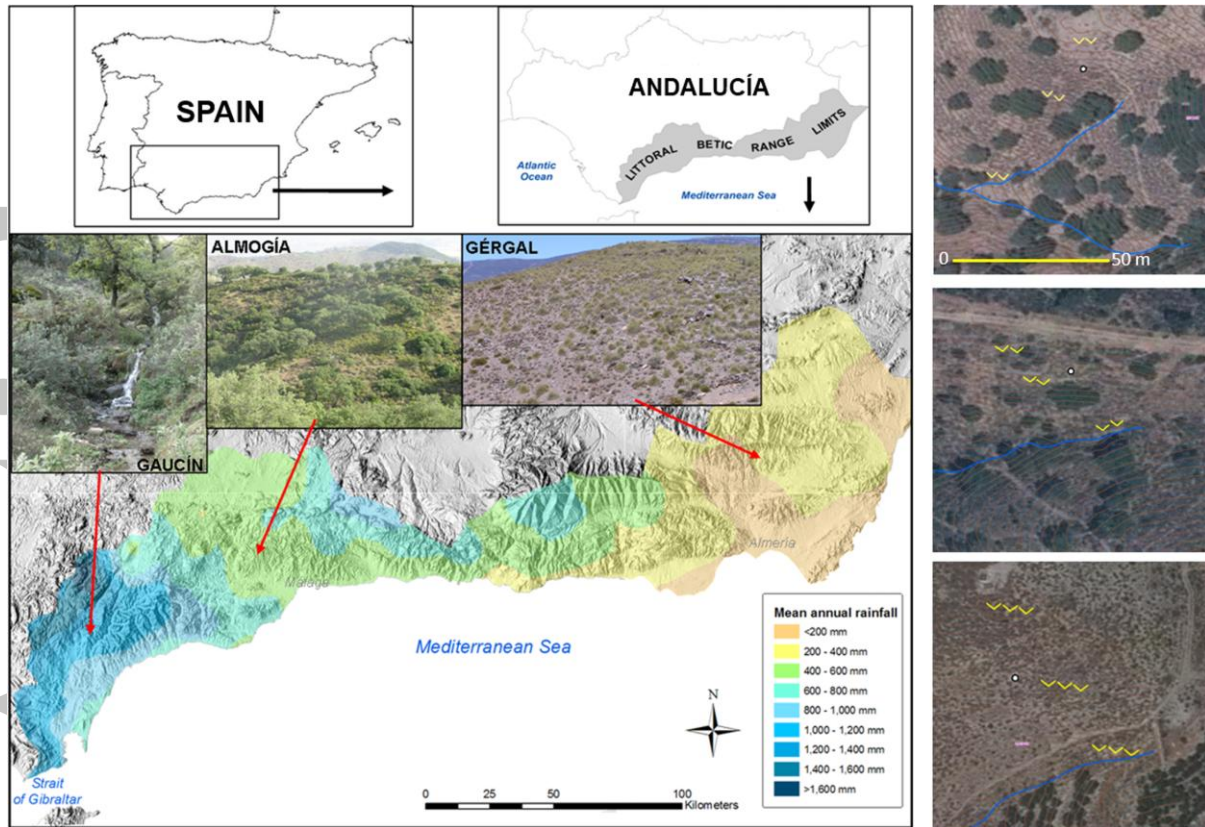 SPAIN
ANDALUCÍA
LITTORAL
BETIC
RANGE
LIMITS
Atlantic
Ocean
Mediterranean Sea
ALMOGÍA
GÉRGAL
GAUCÍN
Málaga
Almería
Mediterranean Sea
Strait
of Gibraltar
N
0 25 50 100
Kilometers
Mean annual rainfall
<200 mm
200 - 400 mm
400 - 600 mm
600 - 800 mm
800 - 1,000 mm
1,000 - 1,200 mm
1,200 - 1,400 mm
1,400 - 1,600 mm
>1,600 mm
0 50 m